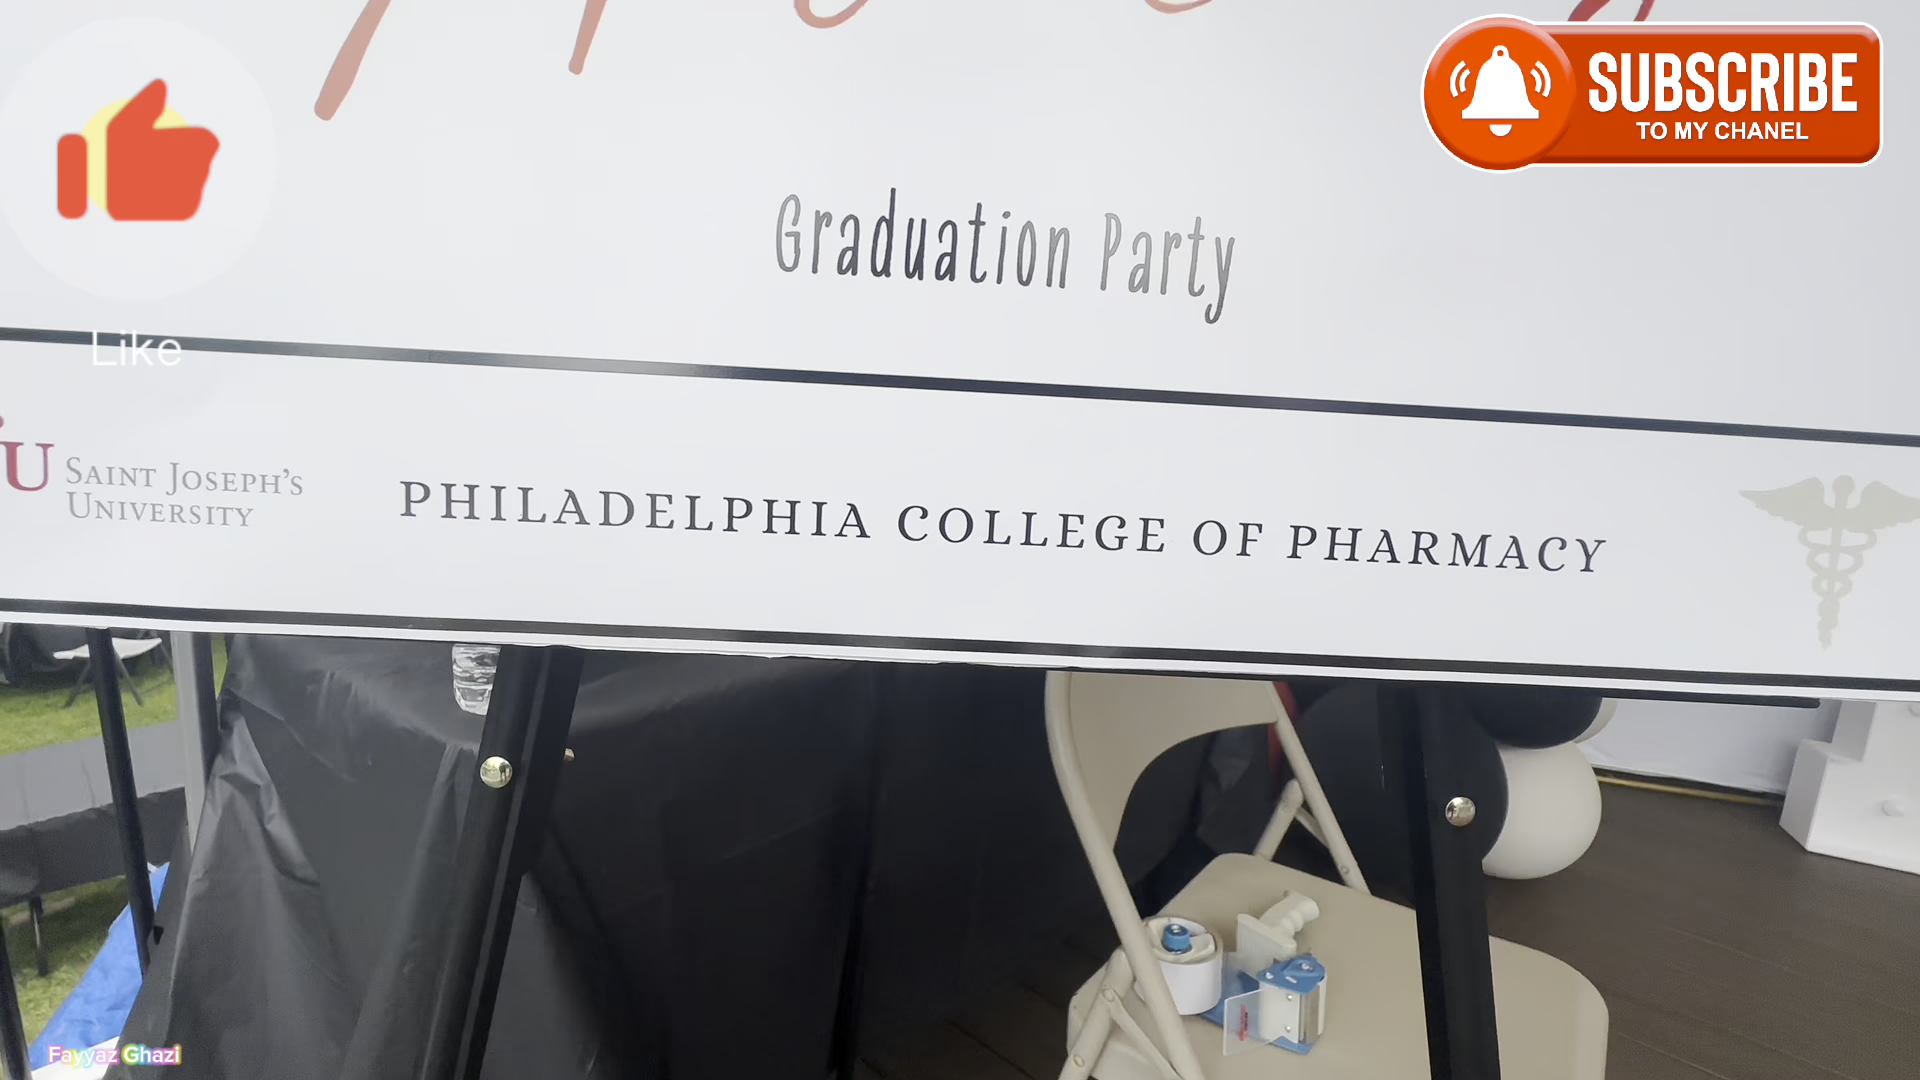 SUBSCRIBE
TO MY CHANEL
Graduation Party
Like
U
SAINT JOSEPH'S
UNIVERSITY
PHILADELPHIA COLLEGE OF PHARMACY
Fayyaz Ghazi